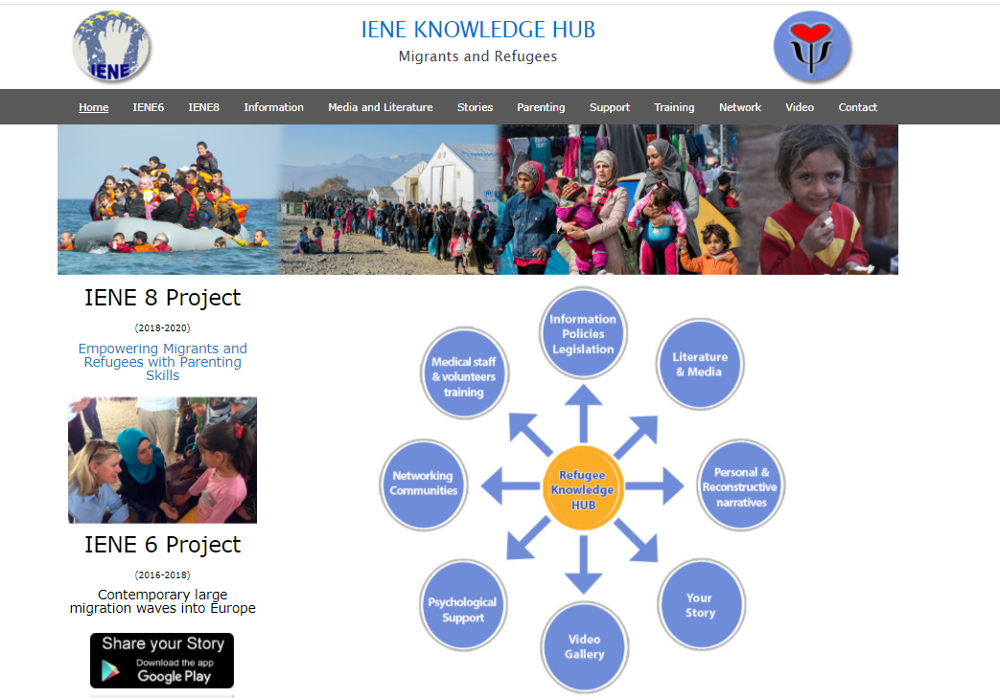 IENE
IENE KNOWLEDGE HUB
Migrants and Refugees
Home IENE6 IENE8 Information Media and Literature Stories Parenting Support Training Network Video Contact
IENE 8 Project
(2018-2020)
Empowering Migrants and
Refugees with Parenting
Skills
IENE 6 Project
(2016-2018)
Contemporary large
migration waves into Europe
Share your Story
Download the app
Google Play
Information
Policies
Legislation
Literature
& Media
Personal &
Reconstructive
narratives
Your
Story
Video
Gallery
Psychological
Support
Networking
Communities
Medical staff
& volunteers
training
Refugee
Knowledge
HUB